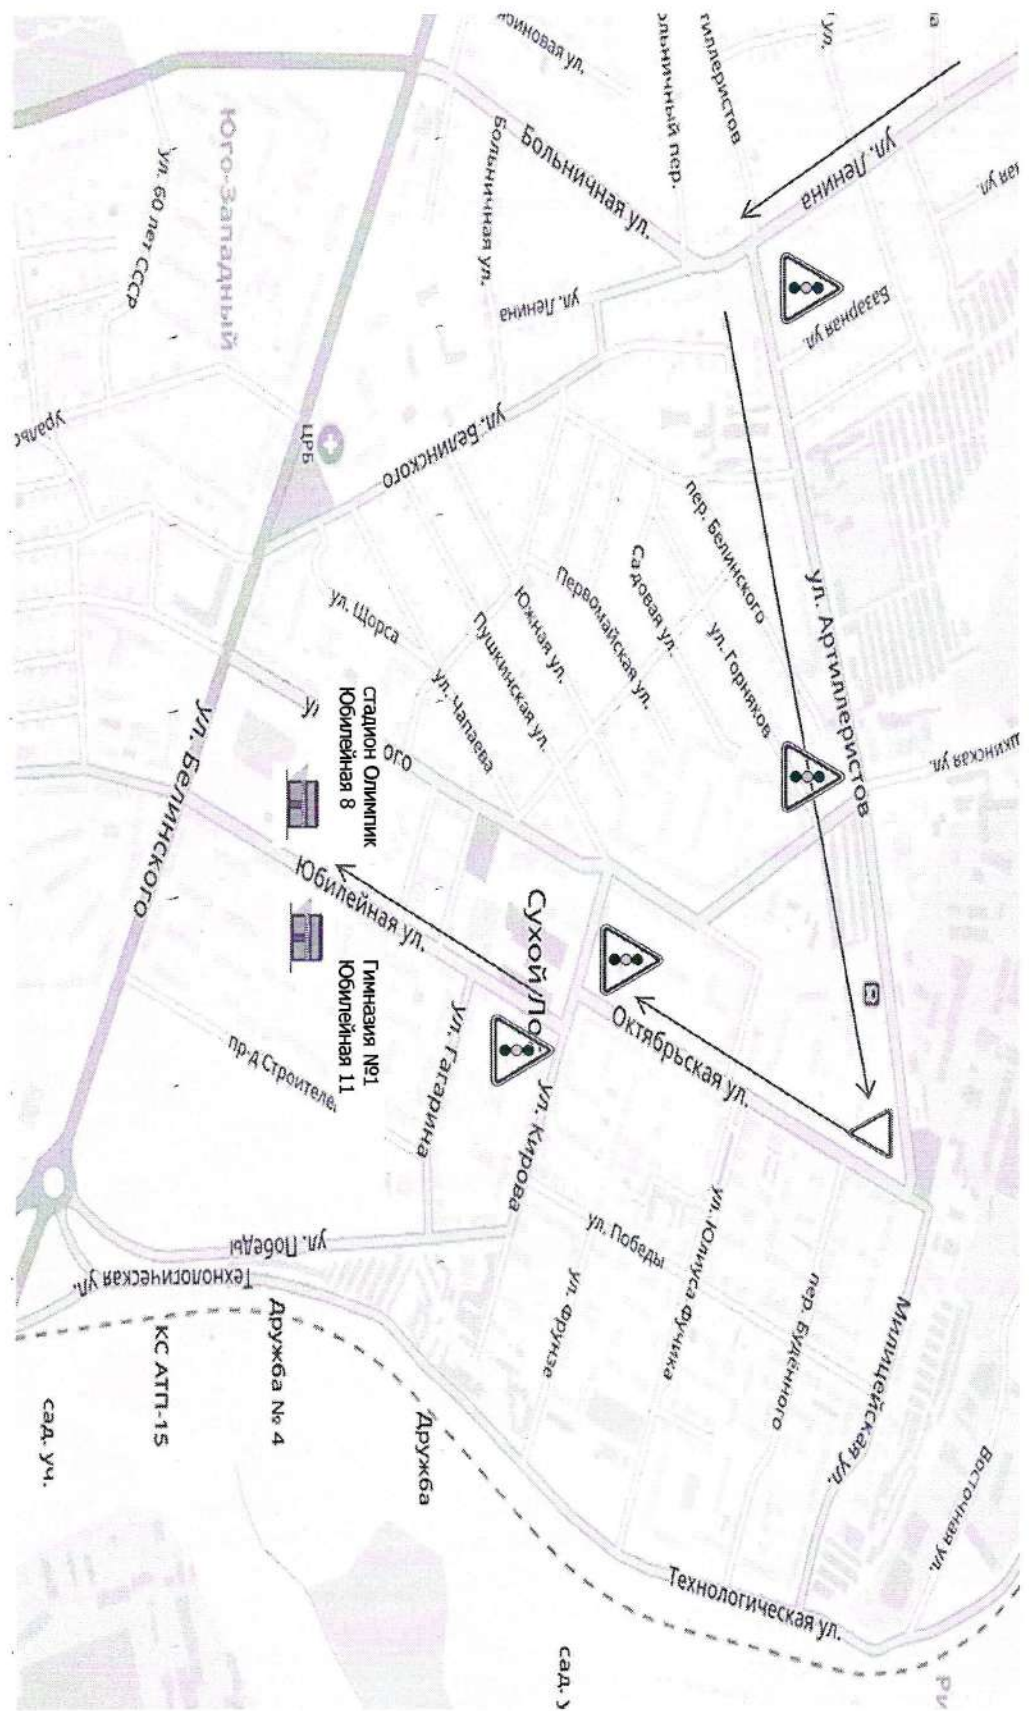 ул. Ленина
Базарная ул.
Больничная ул.
Больничная ул.
ул. Ленина
Юго-Западный
ул. 60 лет СССР
ЦРБ
ул. Белинского
пер. Белинского
Садовая ул.
ул. Горняков
Первомайская ул.
Южная ул.
Пушкинская ул.
ул. Щорса
ул. Чапаева
ул. Артиллеристов
ул. Белинского
стадион Олимпик
Юбилейная 8
Юбилейная ул.
Гимназия №1
Юбилейная 11
Октябрьская ул.
ул. Гагарина
ул. Кирова
ул. Победы
ул. Победы
ул. Юлиуса Фучика
ул. Фрунзе
пер. Будённого
Милицейская ул.
Восточная ул.
Технологическая ул.
Технологическая ул.
КС АТП-15
Дружба № 4
Дружба
сад. уч.